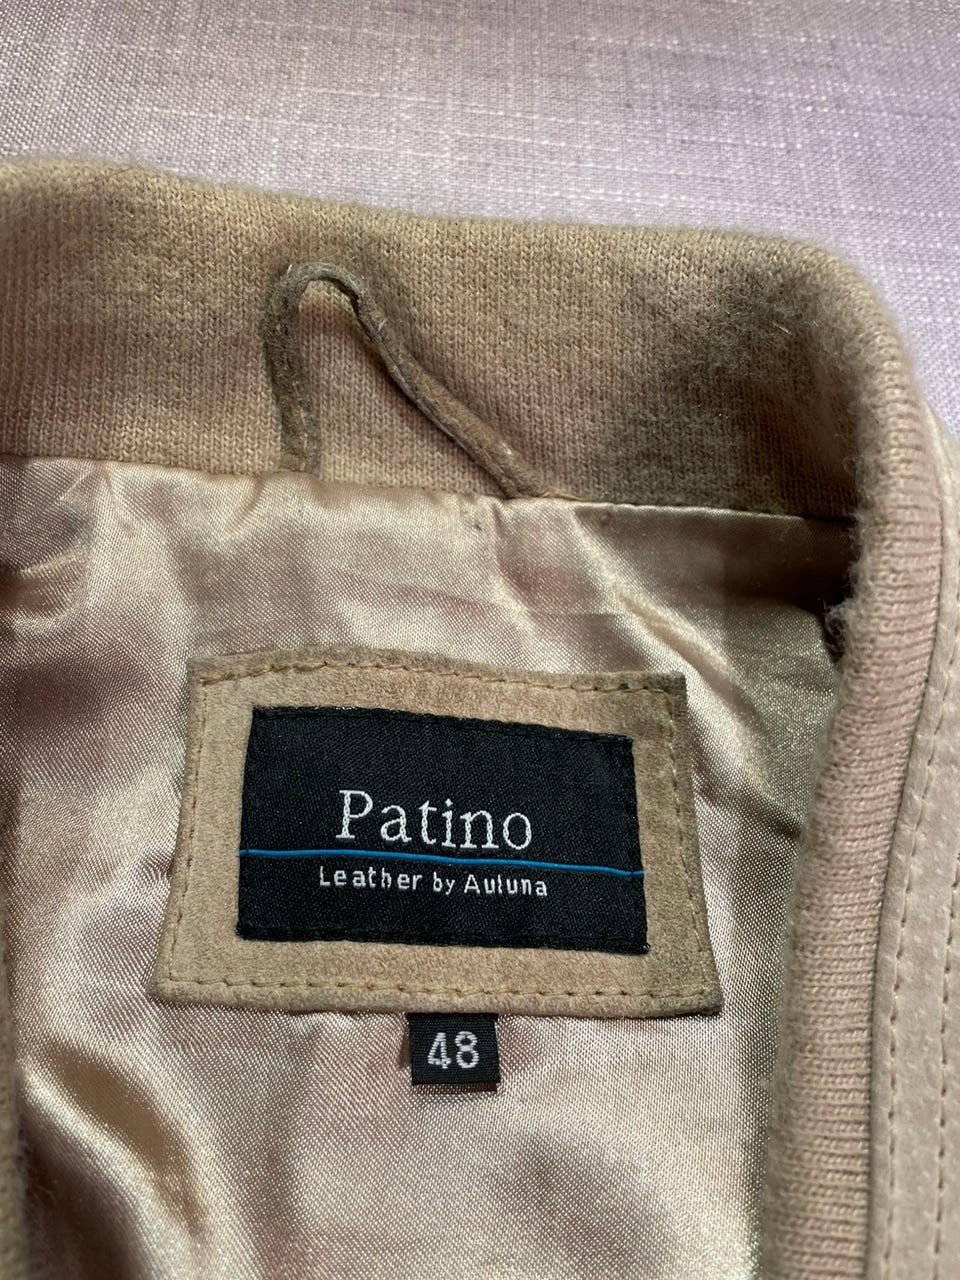 Patino
Leather by Auluna
48